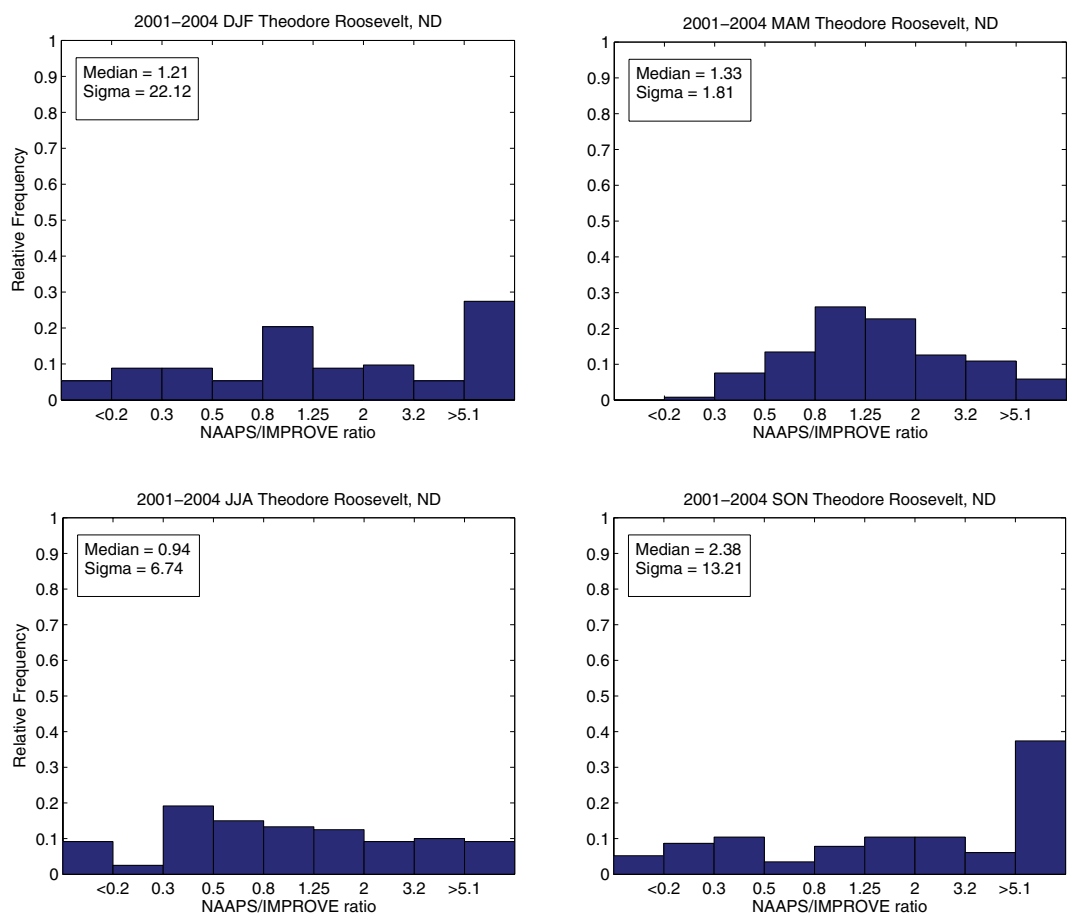 2001−2004 DJF Theodore Roosevelt, ND
Median = 1.21
Sigma = 22.12
1
0.9
0.8
0.7
0.6
0.5
0.4
0.3
0.2
0.1
0
Relative Frequency
<0.2 0.3 0.5 0.8 1.25 2 3.2 >5.1
NAAPS/IMPROVE ratio
2001−2004 MAM Theodore Roosevelt, ND
Median = 1.33
Sigma = 1.81
1
0.9
0.8
0.7
0.6
0.5
0.4
0.3
0.2
0.1
0
<0.2 0.3 0.5 0.8 1.25 2 3.2 >5.1
NAAPS/IMPROVE ratio
2001−2004 JJA Theodore Roosevelt, ND
Median = 0.94
Sigma = 6.74
1
0.9
0.8
0.7
0.6
0.5
0.4
0.3
0.2
0.1
0
Relative Frequency
<0.2 0.3 0.5 0.8 1.25 2 3.2 >5.1
NAAPS/IMPROVE ratio
2001−2004 SON Theodore Roosevelt, ND
Median = 2.38
Sigma = 13.21
1
0.9
0.8
0.7
0.6
0.5
0.4
0.3
0.2
0.1
0
<0.2 0.3 0.5 0.8 1.25 2 3.2 >5.1
NAAPS/IMPROVE ratio